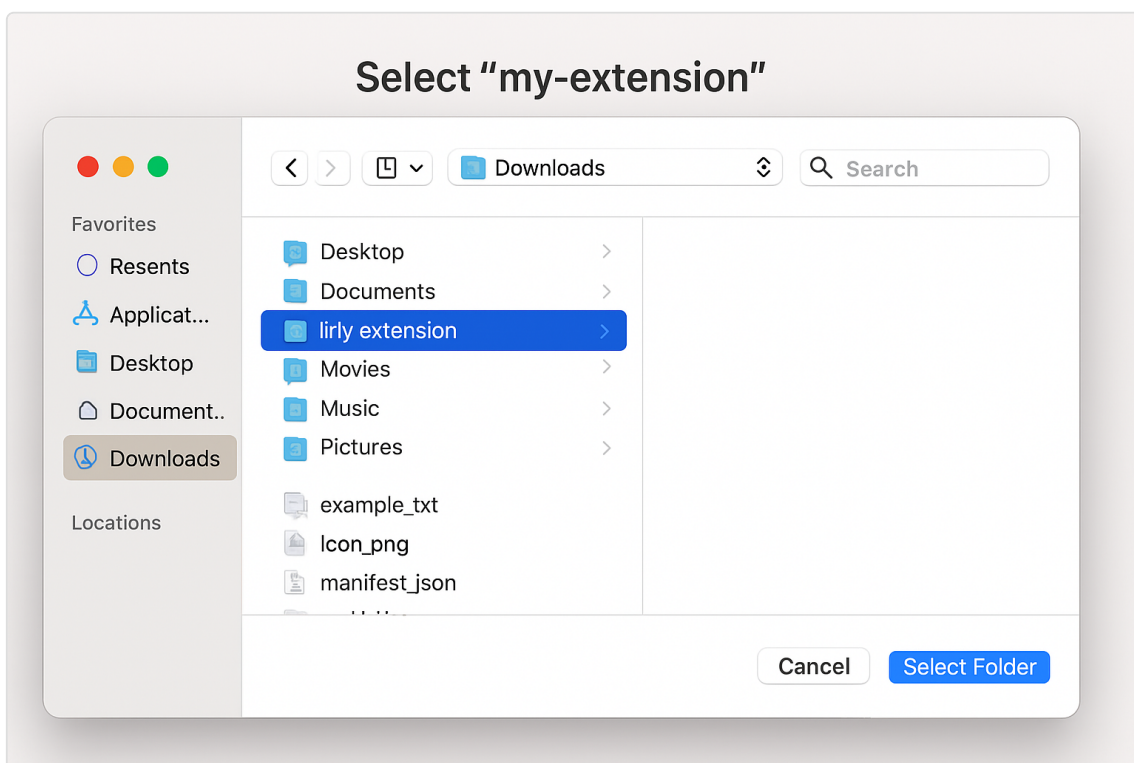 Select “my-extension”
Downloads
Search
Favorites
Resents
Applicat...
Desktop
Document..
Downloads
Locations
Desktop
Documents
lirly extension
Movies
Music
Pictures
example_txt
Icon_png
manifest_json
Cancel
Select Folder